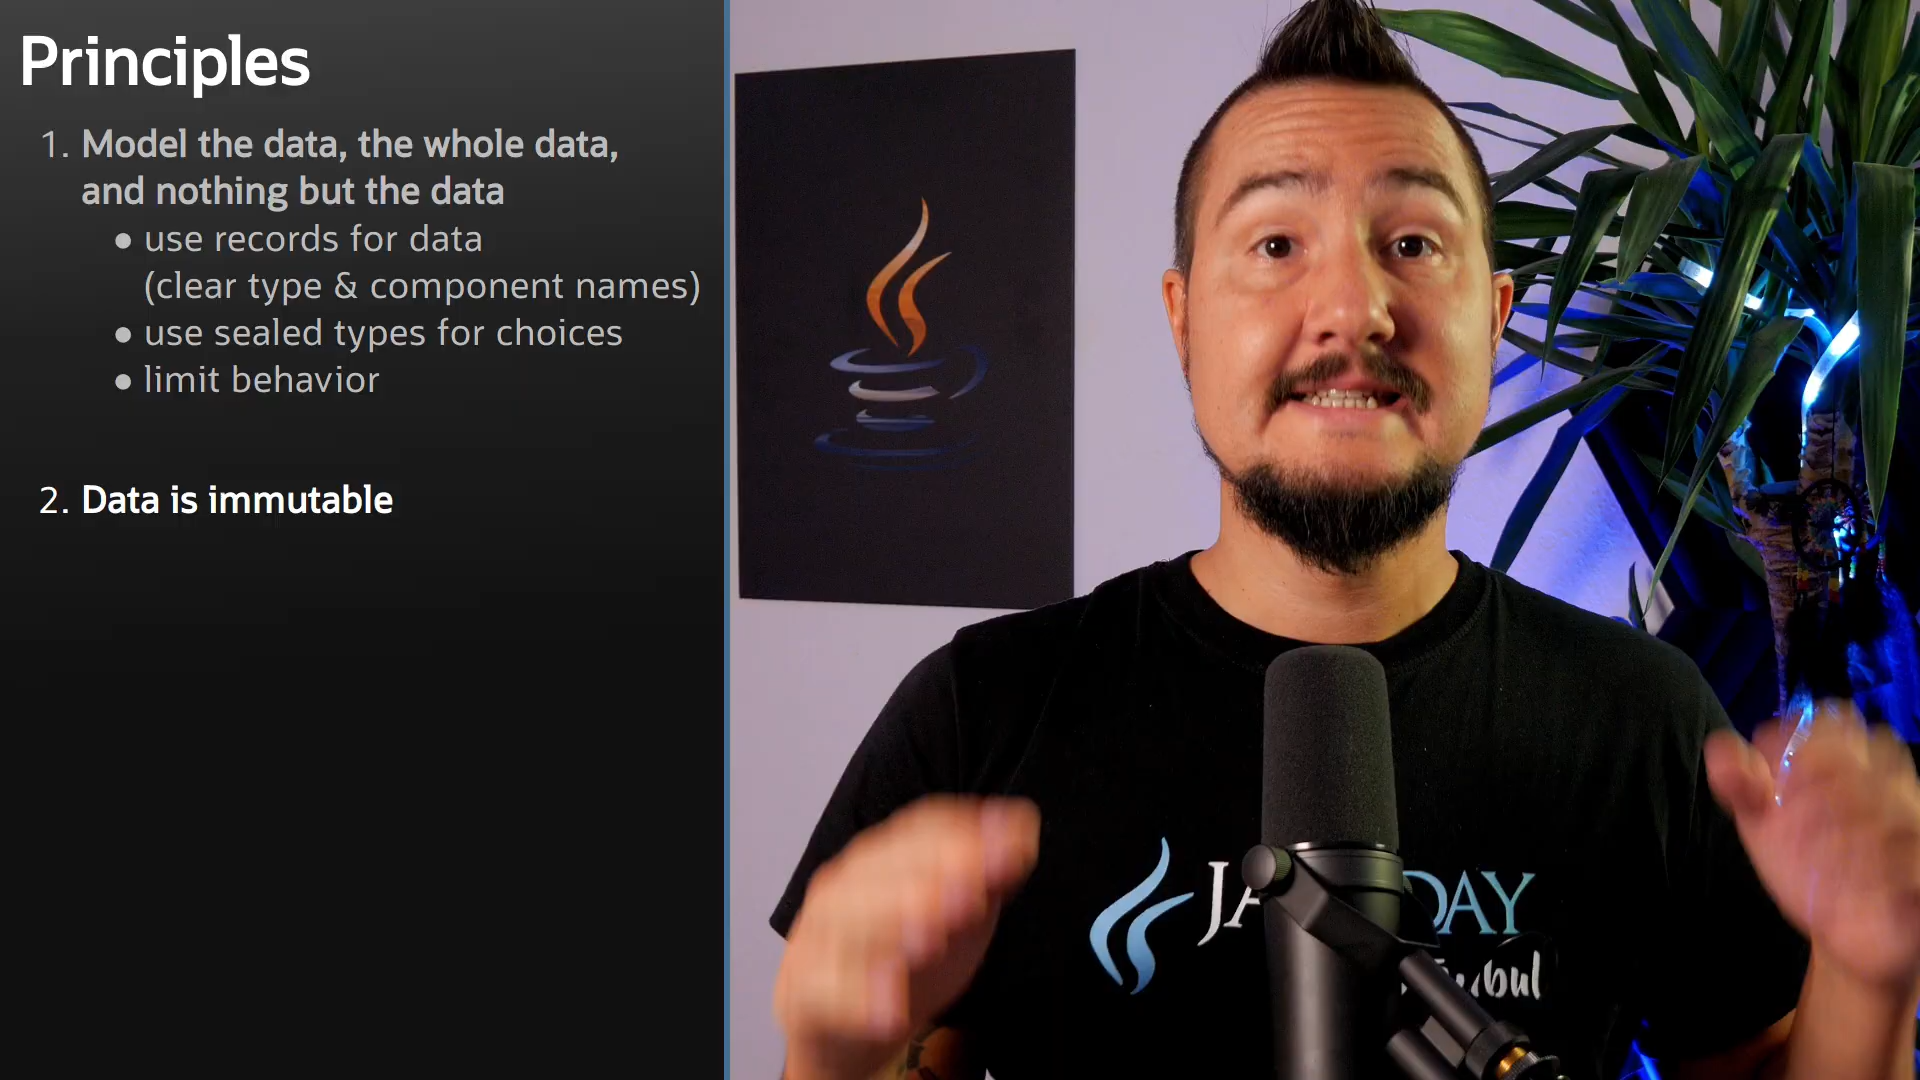 Principles
1. Model the data, the whole data,
and nothing but the data
● use records for data
(clear type & component names)
● use sealed types for choices
● limit behavior
2. Data is immutable
DAY